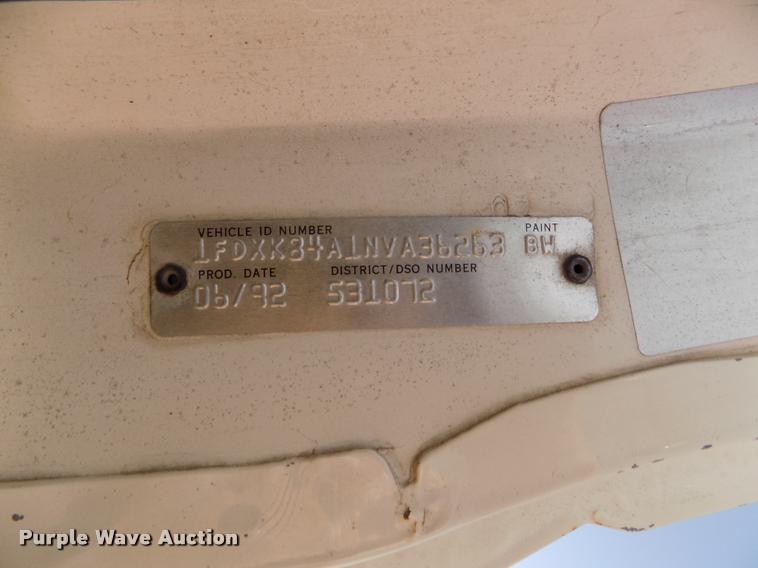 VEHICLE ID NUMBER PAINT
1FDXK84A1NVA36263 BW
PROD. DATE DISTRICT/DSO NUMBER
06/92 531072
Purple Wave Auction